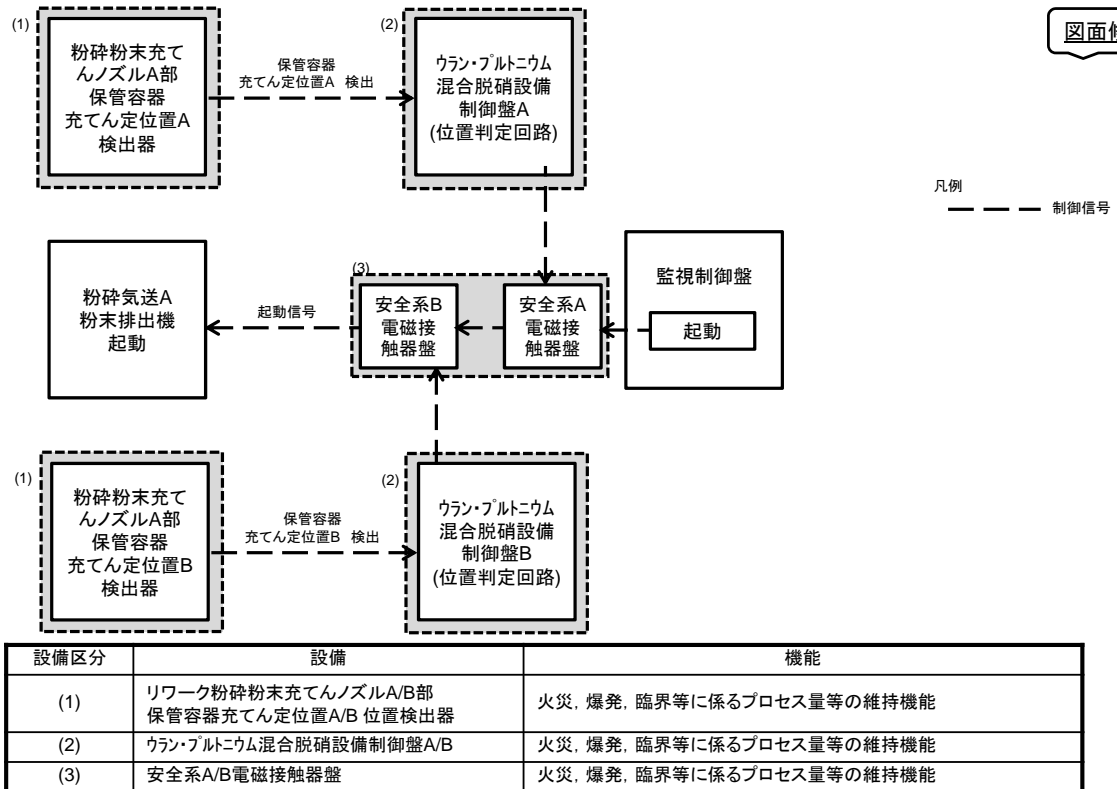 (1)
粉砕粉末充て
んノズルA部
保管容器
充てん定位置A
検出器
保管容器
充てん定位置A 検出
(2)
ウラン・プルトニウム
混合脱硝設備
制御盤A
(位置判定回路)
図面
凡例
制御信号
粉砕気送A
粉末排出機
起動
起動信号
(3)
安全系B
電磁接
触器盤
安全系A
電磁接
触器盤
監視制御盤
起動
(1)
粉砕粉末充て
んノズルA部
保管容器
充てん定位置B
検出器
保管容器
充てん定位置B 検出
(2)
ウラン・プルトニウム
混合脱硝設備
制御盤B
(位置判定回路)
設備区分 設備 機能
(1) リワーク粉砕粉末充てんノズルA/B部
保管容器充てん定位置A/B 位置検出器 火災, 爆発, 臨界等に係るプロセス量等の維持機能
(2) ウラン・プルトニウム混合脱硝設備制御盤A/B 火災, 爆発, 臨界等に係るプロセス量等の維持機能
(3) 安全系A/B電磁接触器盤 火災, 爆発, 臨界等に係るプロセス量等の維持機能